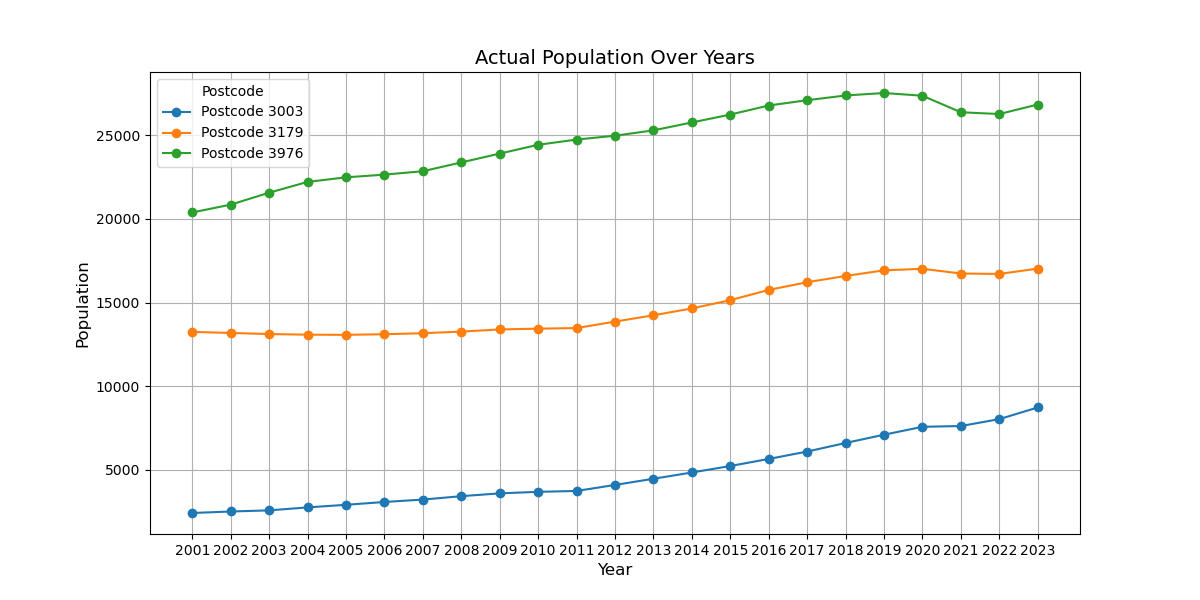 Actual Population Over Years
Postcode
Postcode 3003
Postcode 3179
Postcode 3976
25000
20000
15000
10000
5000
Population
2001 2002 2003 2004 2005 2006 2007 2008 2009 2010 2011 2012 2013 2014 2015 2016 2017 2018 2019 2020 2021 2022 2023
Year